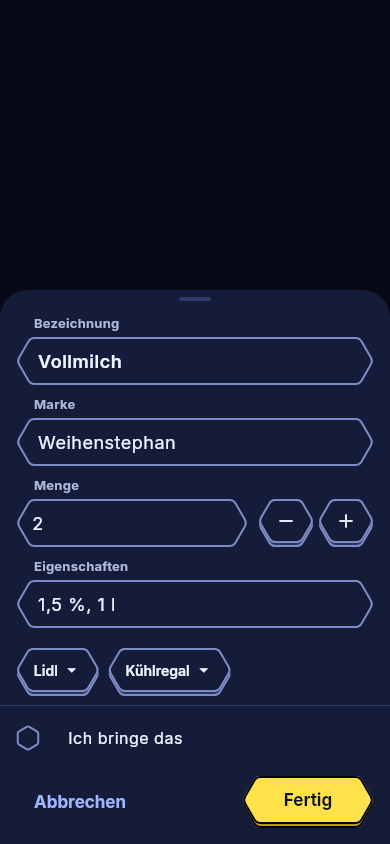 Bezeichnung
Vollmilch
Marke
Weihenstephan
Menge
2
Eigenschaften
1,5 %, 1 l
Lidl
Kühlregal
Ich bringe das
Abbrechen
Fertig